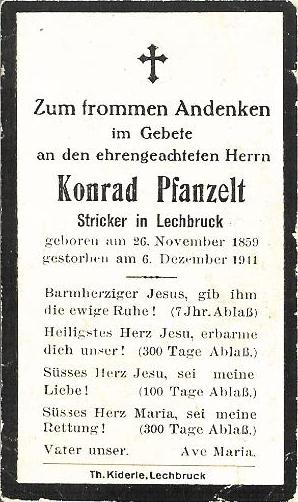 Zum frommen Andenken
im Gebete
an den ehrengeachteten Herrn
Konrad Pfanzelt
Stricker in Lechbruck
geboren am 26. November 1859
gestorben am 6. Dezember 1941
Barmherziger Jesus, gib ihm
die ewige Ruhe! (7 Jhr. Ablaß)
Heiligstes Herz Jesu, erbarme
dich unser! (300 Tage Ablaß.)
Süsses Herz Jesu, sei meine
Liebe! (100 Tage Ablaß.)
Süsses Herz Maria, sei meine
Rettung! (300 Tage Ablaß.)
Vater unser. Ave Maria.
Th. Kiderle, Lechbruck